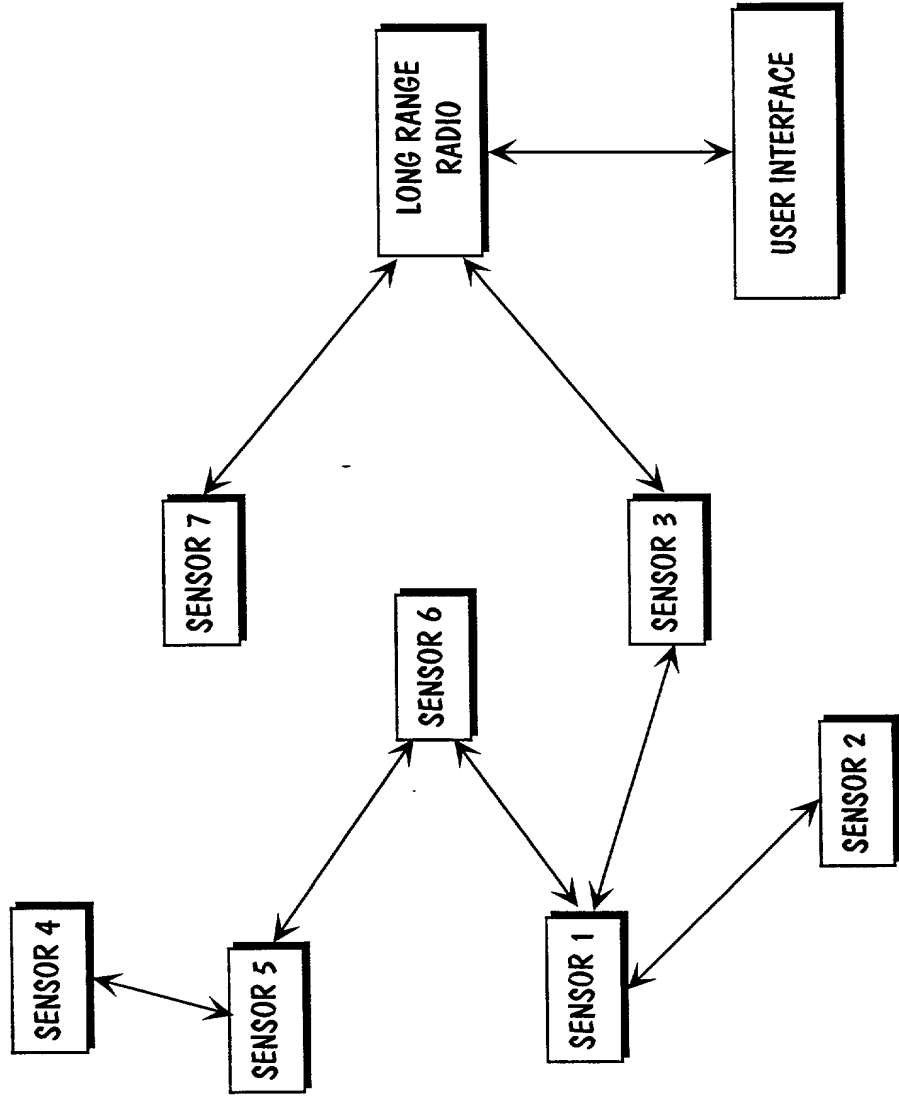 SENSOR 4
SENSOR 5
SENSOR 1
SENSOR 2
SENSOR 6
SENSOR 7
SENSOR 3
LONG RANGE
RADIO
USER INTERFACE